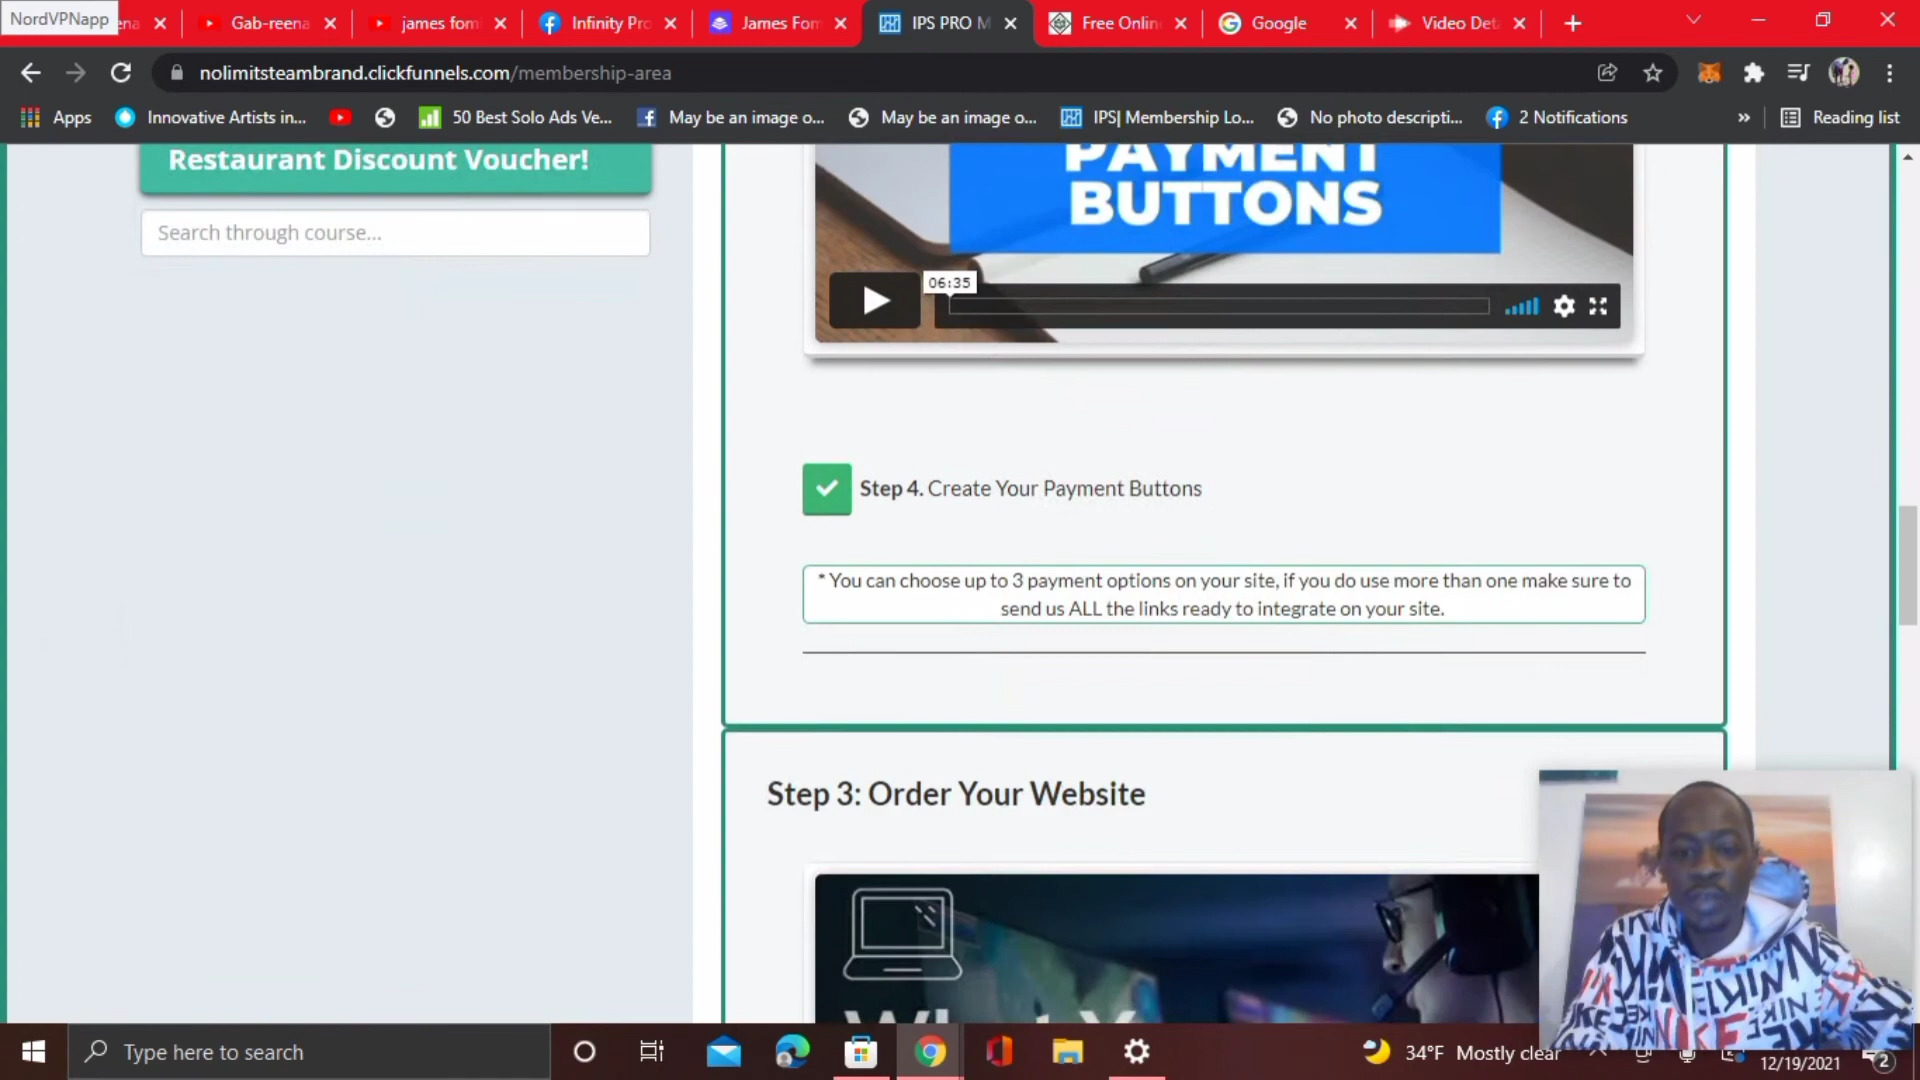 NordVPNapp
Gab-reena
james fom
Infinity Pro
James Fom
IPS PRO M
Free Onlin
Google
Video Det
nolimitsteambrand.clickfunnels.com/membership-area
Apps
Innovative Artists in...
50 Best Solo Ads Ve...
May be an image o...
May be an image o...
IPS| Membership Lo...
No photo descripti...
2 Notifications
»
Reading list
Restaurant Discount Voucher!
Search through course...
PAYMENT
BUTTONS
06:35
Step 4. Create Your Payment Buttons
* You can choose up to 3 payment options on your site, if you do use more than one make sure to
send us ALL the links ready to integrate on your site.
Step 3: Order Your Website
NIKE
Type here to search
34°F Mostly clear
12/19/2021
2